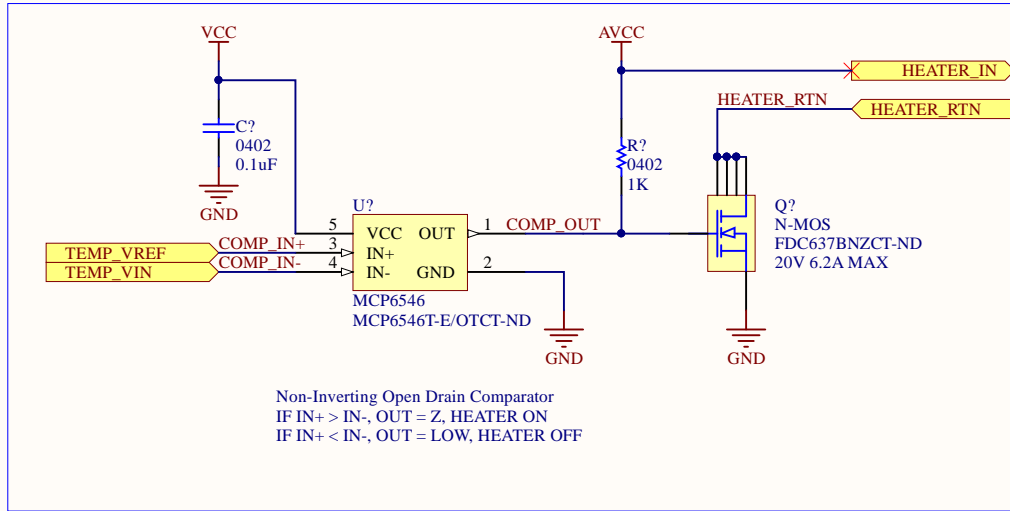 VCC
AVCC
HEATER_IN
HEATER_RTN
HEATER_RTN
C?
0402
0.1uF
GND
R?
0402
1K
U?
5
VCC
OUT
1
COMP_OUT
TEMP_VREF
COMP_IN+
3
IN+
TEMP_VIN
COMP_IN-
4
IN-
GND
2
MCP6546
MCP6546T-E/OTCT-ND
GND
Q?
N-MOS
FDC637BNZCT-ND
20V 6.2A MAX
GND
Non-Inverting Open Drain Comparator
IF IN+ > IN-, OUT = Z, HEATER ON
IF IN+ < IN-, OUT = LOW, HEATER OFF